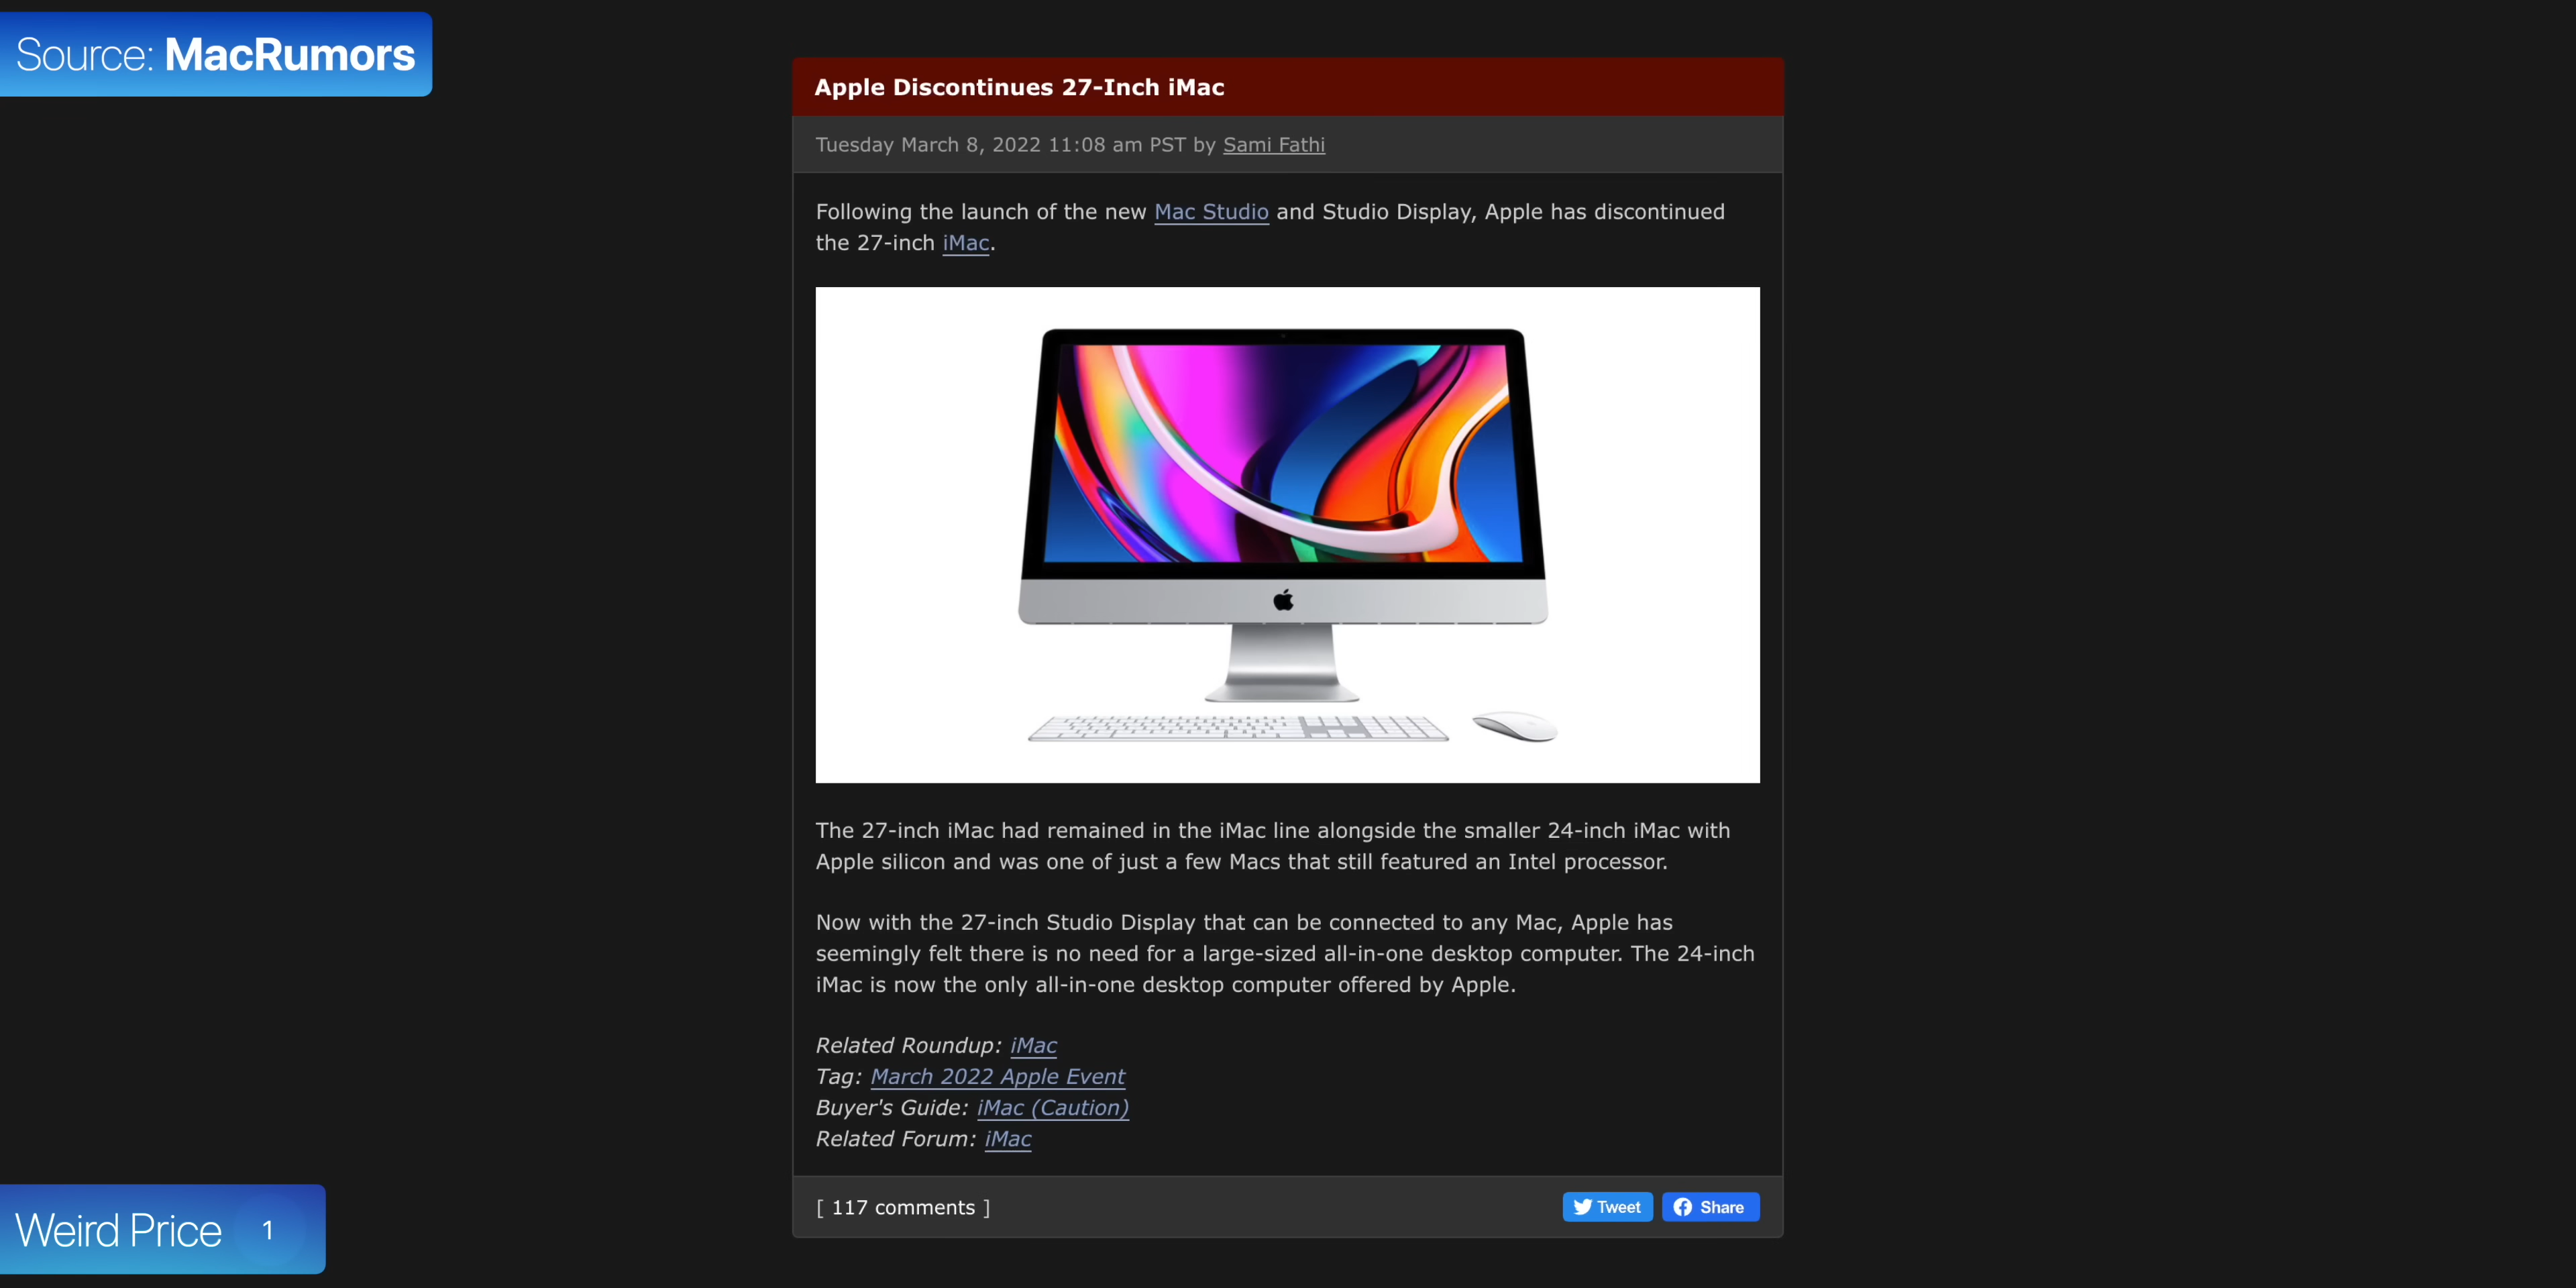 Source: MacRumors
Apple Discontinues 27-Inch iMac
Tuesday March 8, 2022 11:08 am PST by Sami Fathi
Following the launch of the new Mac Studio and Studio Display, Apple has discontinued
the 27-inch iMac.
The 27-inch iMac had remained in the iMac line alongside the smaller 24-inch iMac with
Apple silicon and was one of just a few Macs that still featured an Intel processor.
Now with the 27-inch Studio Display that can be connected to any Mac, Apple has
seemingly felt there is no need for a large-sized all-in-one desktop computer. The 24-inch
iMac is now the only all-in-one desktop computer offered by Apple.
Related Roundup: iMac
Tag: March 2022 Apple Event
Buyer's Guide: iMac (Caution)
Related Forum: iMac
[ 117 comments ]
Tweet
Share
Weird Price 1